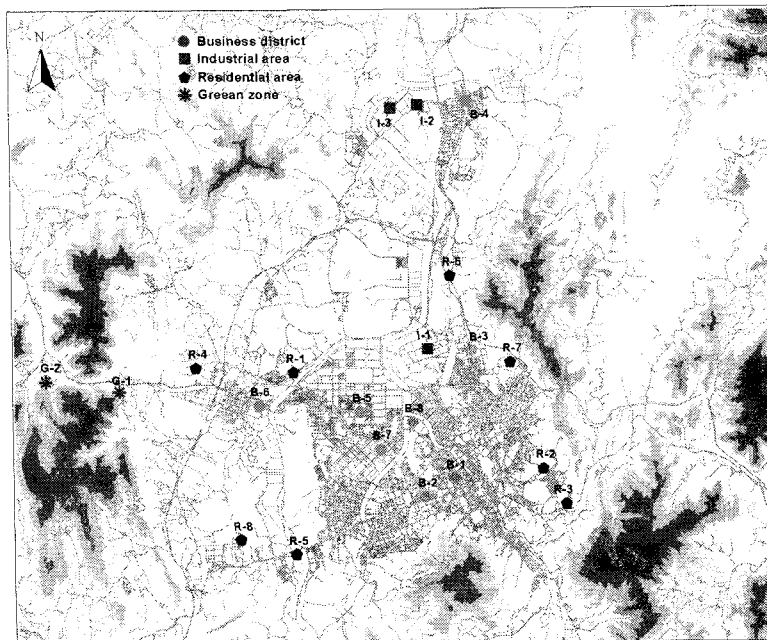 N
Business district
Industrial area
Residential area
Greean zone
I-3
I-2
B-4
R-6
I-1
B-3
R-7
R-4
R-1
G-2
G-1
B-6
B-5
B-8
B-7
B-1
R-2
B-2
R-3
R-8
R-5